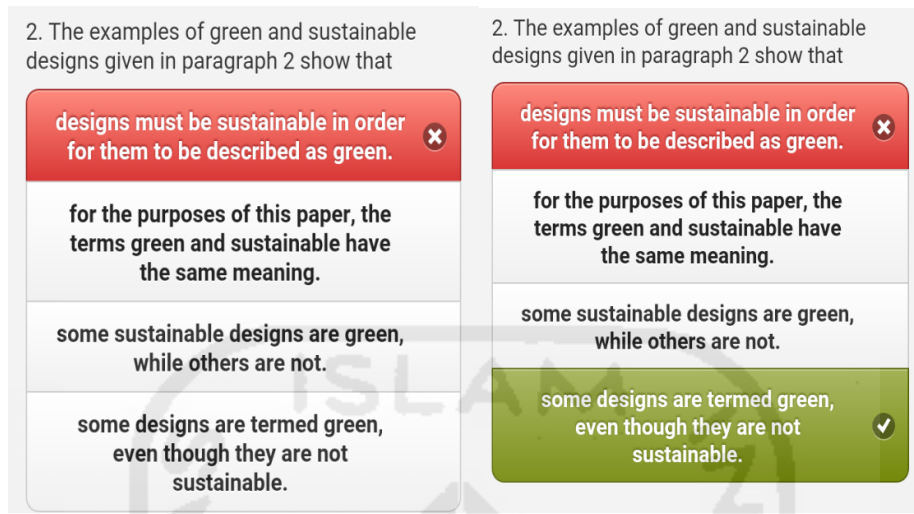 2. The examples of green and sustainable
designs given in paragraph 2 show that
designs must be sustainable in order
for them to be described as green.
for the purposes of this paper, the
terms green and sustainable have
the same meaning.
some sustainable designs are green,
while others are not.
some designs are termed green,
even though they are not
sustainable.
2. The examples of green and sustainable
designs given in paragraph 2 show that
designs must be sustainable in order
for them to be described as green.
for the purposes of this paper, the
terms green and sustainable have
the same meaning.
some sustainable designs are green,
while others are not.
some designs are termed green,
even though they are not
sustainable.
ISLAM